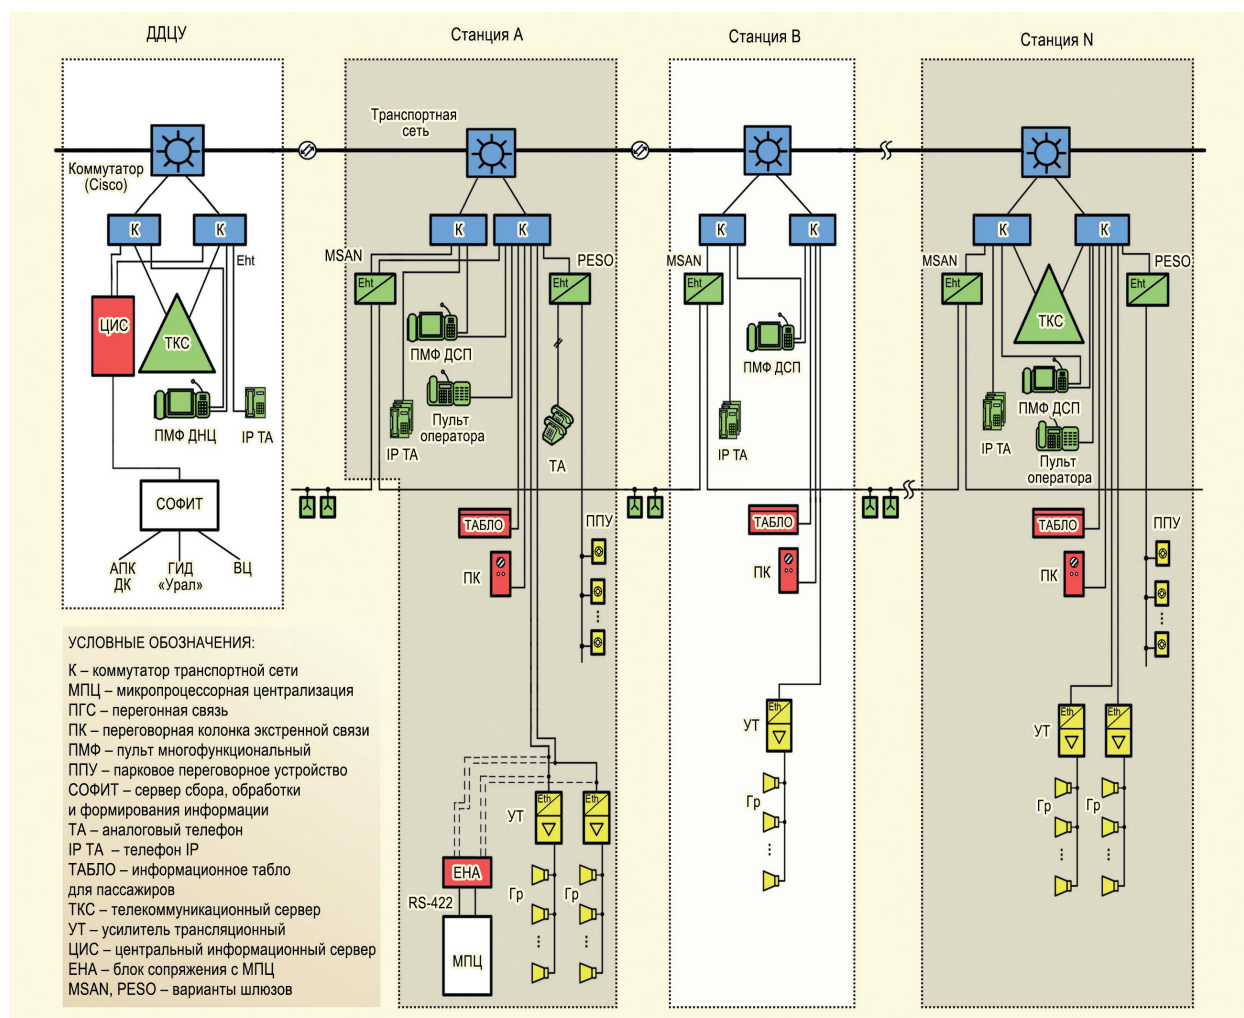 ДДЦУ
Станция А
Станция В
Станция N
Транспортная
сеть
Коммутатор
(Cisco)
К
К
К
К
К
К
К
К
Eht
MSAN
PESO
MSAN
MSAN
PESO
Eht
Eht
Eht
Eht
Eht
ЦИС
ТКС
ТКС
ПМФ ДСП
ПМФ ДСП
ПМФ ДСП
ПМФ ДНЦ
IP ТА
Пульт
оператора
IP ТА
ТА
IP ТА
IP ТА
Пульт
оператора
СОФИТ
АПК
ДК
ГИД
«Урал»
ВЦ
ТАБЛО
ППУ
ПК
ТАБЛО
ПК
ТАБЛО
ППУ
ПК
УСЛОВНЫЕ ОБОЗНАЧЕНИЯ:
К – коммутатор транспортной сети
МПЦ – микропроцессорная централизация
ПГС – перегонная связь
ПК – переговорная колонка экстренной связи
ПМФ – пульт многофункциональный
ППУ – парковое переговорное устройство
СОФИТ – сервер сбора, обработки
и формирования информации
ТА – аналоговый телефон
IP ТА – телефон IP
ТАБЛО – информационное табло
для пассажиров
ТКС – телекоммуникационный сервер
УТ – усилитель трансляционный
ЦИС – центральный информационный сервер
ЕНА – блок сопряжения с МПЦ
MSAN, PESO – варианты шлюзов
УТ
Eth
Eth
ЕНА
RS-422
МПЦ
Гр
Гр
УТ
Eth
Гр
УТ
Eth
Eth
Гр
Гр